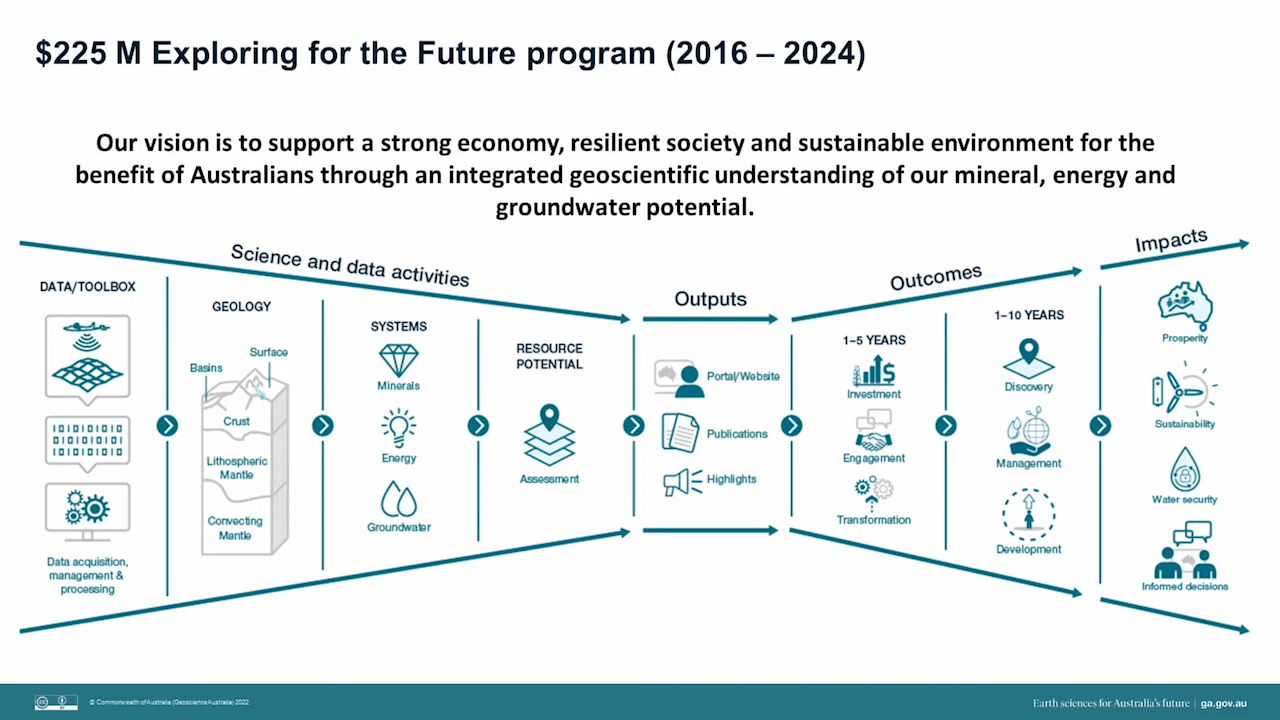 $225 M Exploring for the Future program (2016 – 2024)
Our vision is to support a strong economy, resilient society and sustainable environment for the
benefit of Australians through an integrated geoscientific understanding of our mineral, energy and
groundwater potential.
Science and data activities
Outputs
Outcomes
Impacts
DATA/TOOLBOX
Data acquisition,
management &
processing
GEOLOGY
Basins
Surface
Crust
Lithospheric
Mantle
Convecting
Mantle
SYSTEMS
Minerals
Energy
Groundwater
RESOURCE
POTENTIAL
Assessment
Portal/Website
Publications
Highlights
1–5 YEARS
Investment
Engagement
Transformation
1–10 YEARS
Discovery
Management
Development
Prosperity
Sustainability
Water security
Informed decisions
© Commonwealth of Australia (Geoscience Australia) 2022.
Earth sciences for Australia's future | ga.gov.au